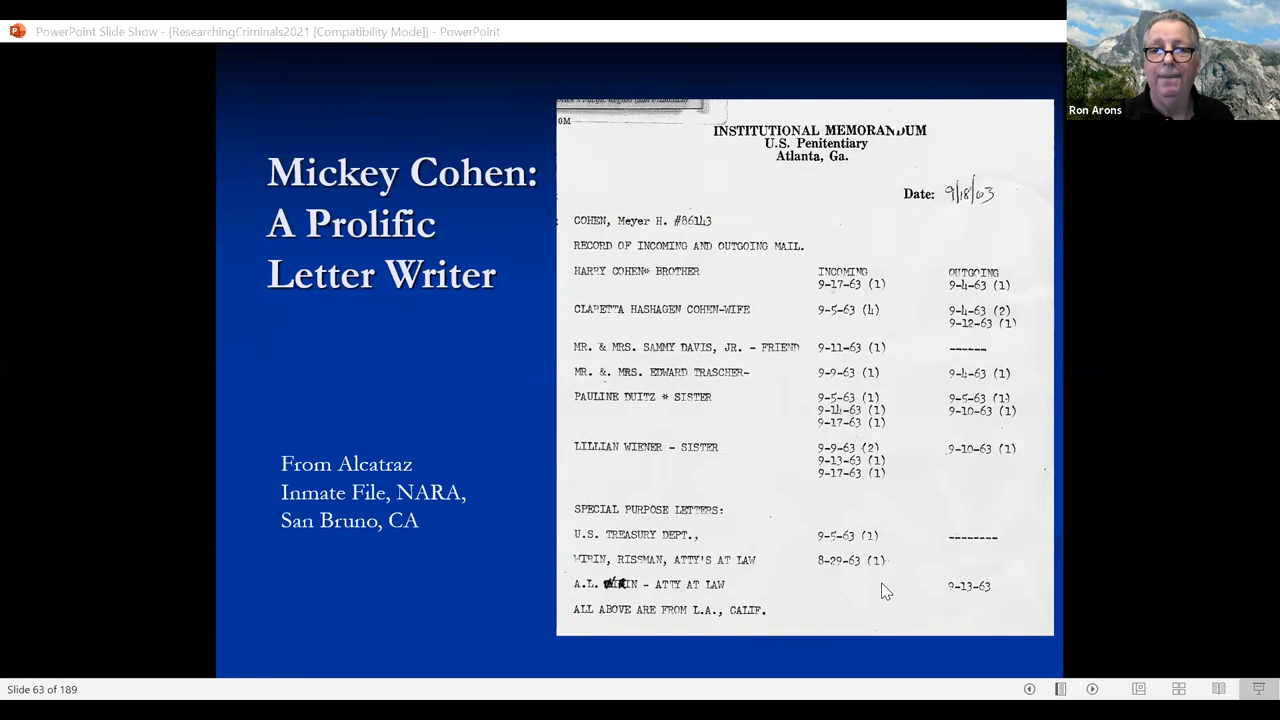 PowerPoint Slide Show - [ResearchingCriminals2021 [Compatibility Mode]] - PowerPoint
Ron Arons
Mickey Cohen:
A Prolific
Letter Writer
From Alcatraz
Inmate File, NARA,
San Bruno, CA
Pacific Region (San Francisco)
OM
INSTITUTIONAL MEMORANDUM
U.S. Penitentiary
Atlanta, Ga.
Date: 9/18/63
COHEN, Meyer H. #86143
RECORD OF INCOMING AND OUTGOING MAIL.
HARRY COHEN* BROTHER INCOMING OUTGOING
9-17-63 (1) 9-4-63 (1)
CLARETTA HASHAGEN COHEN-WIFE 9-5-63 (4) 9-4-63 (2)
9-12-63 (1)
MR. & MRS. SAMMY DAVIS, JR. - FRIEND 9-11-63 (1) ------
MR. &. MRS. EDWARD TRASCHER- 9-9-63 (1) 9-4-63 (1)
PAULINE DUITZ * SISTER 9-5-63 (1) 9-5-63 (1)
9-14-63 (1) 9-10-63 (1)
9-17-63 (1)
LILLIAN WIENER - SISTER 9-9-63 (2) 9-10-63 (1)
9-13-63 (1)
9-17-63 (1)
SPECIAL PURPOSE LETTERS:
U.S. TREASURY DEPT., 9-5-63 (1) --------
WIRIN, RISSMAN, ATTY'S AT LAW 8-29-63 (1)
A.L. WIRIN - ATTY AT LAW 9-13-63
ALL ABOVE ARE FROM L.A., CALIF.
Slide 63 of 189